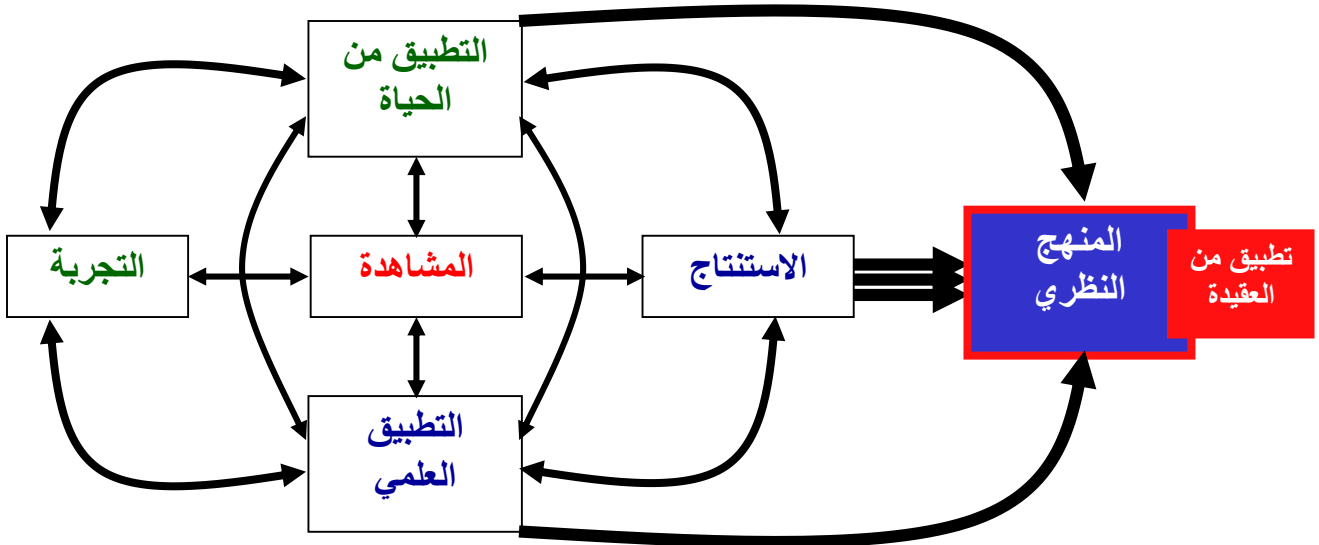 التطبيق من
الحياة
التجربة
المشاهدة
الاستنتاج
المنهج
النظري
تطبيق من
العقيدة
التطبيق
العلمي